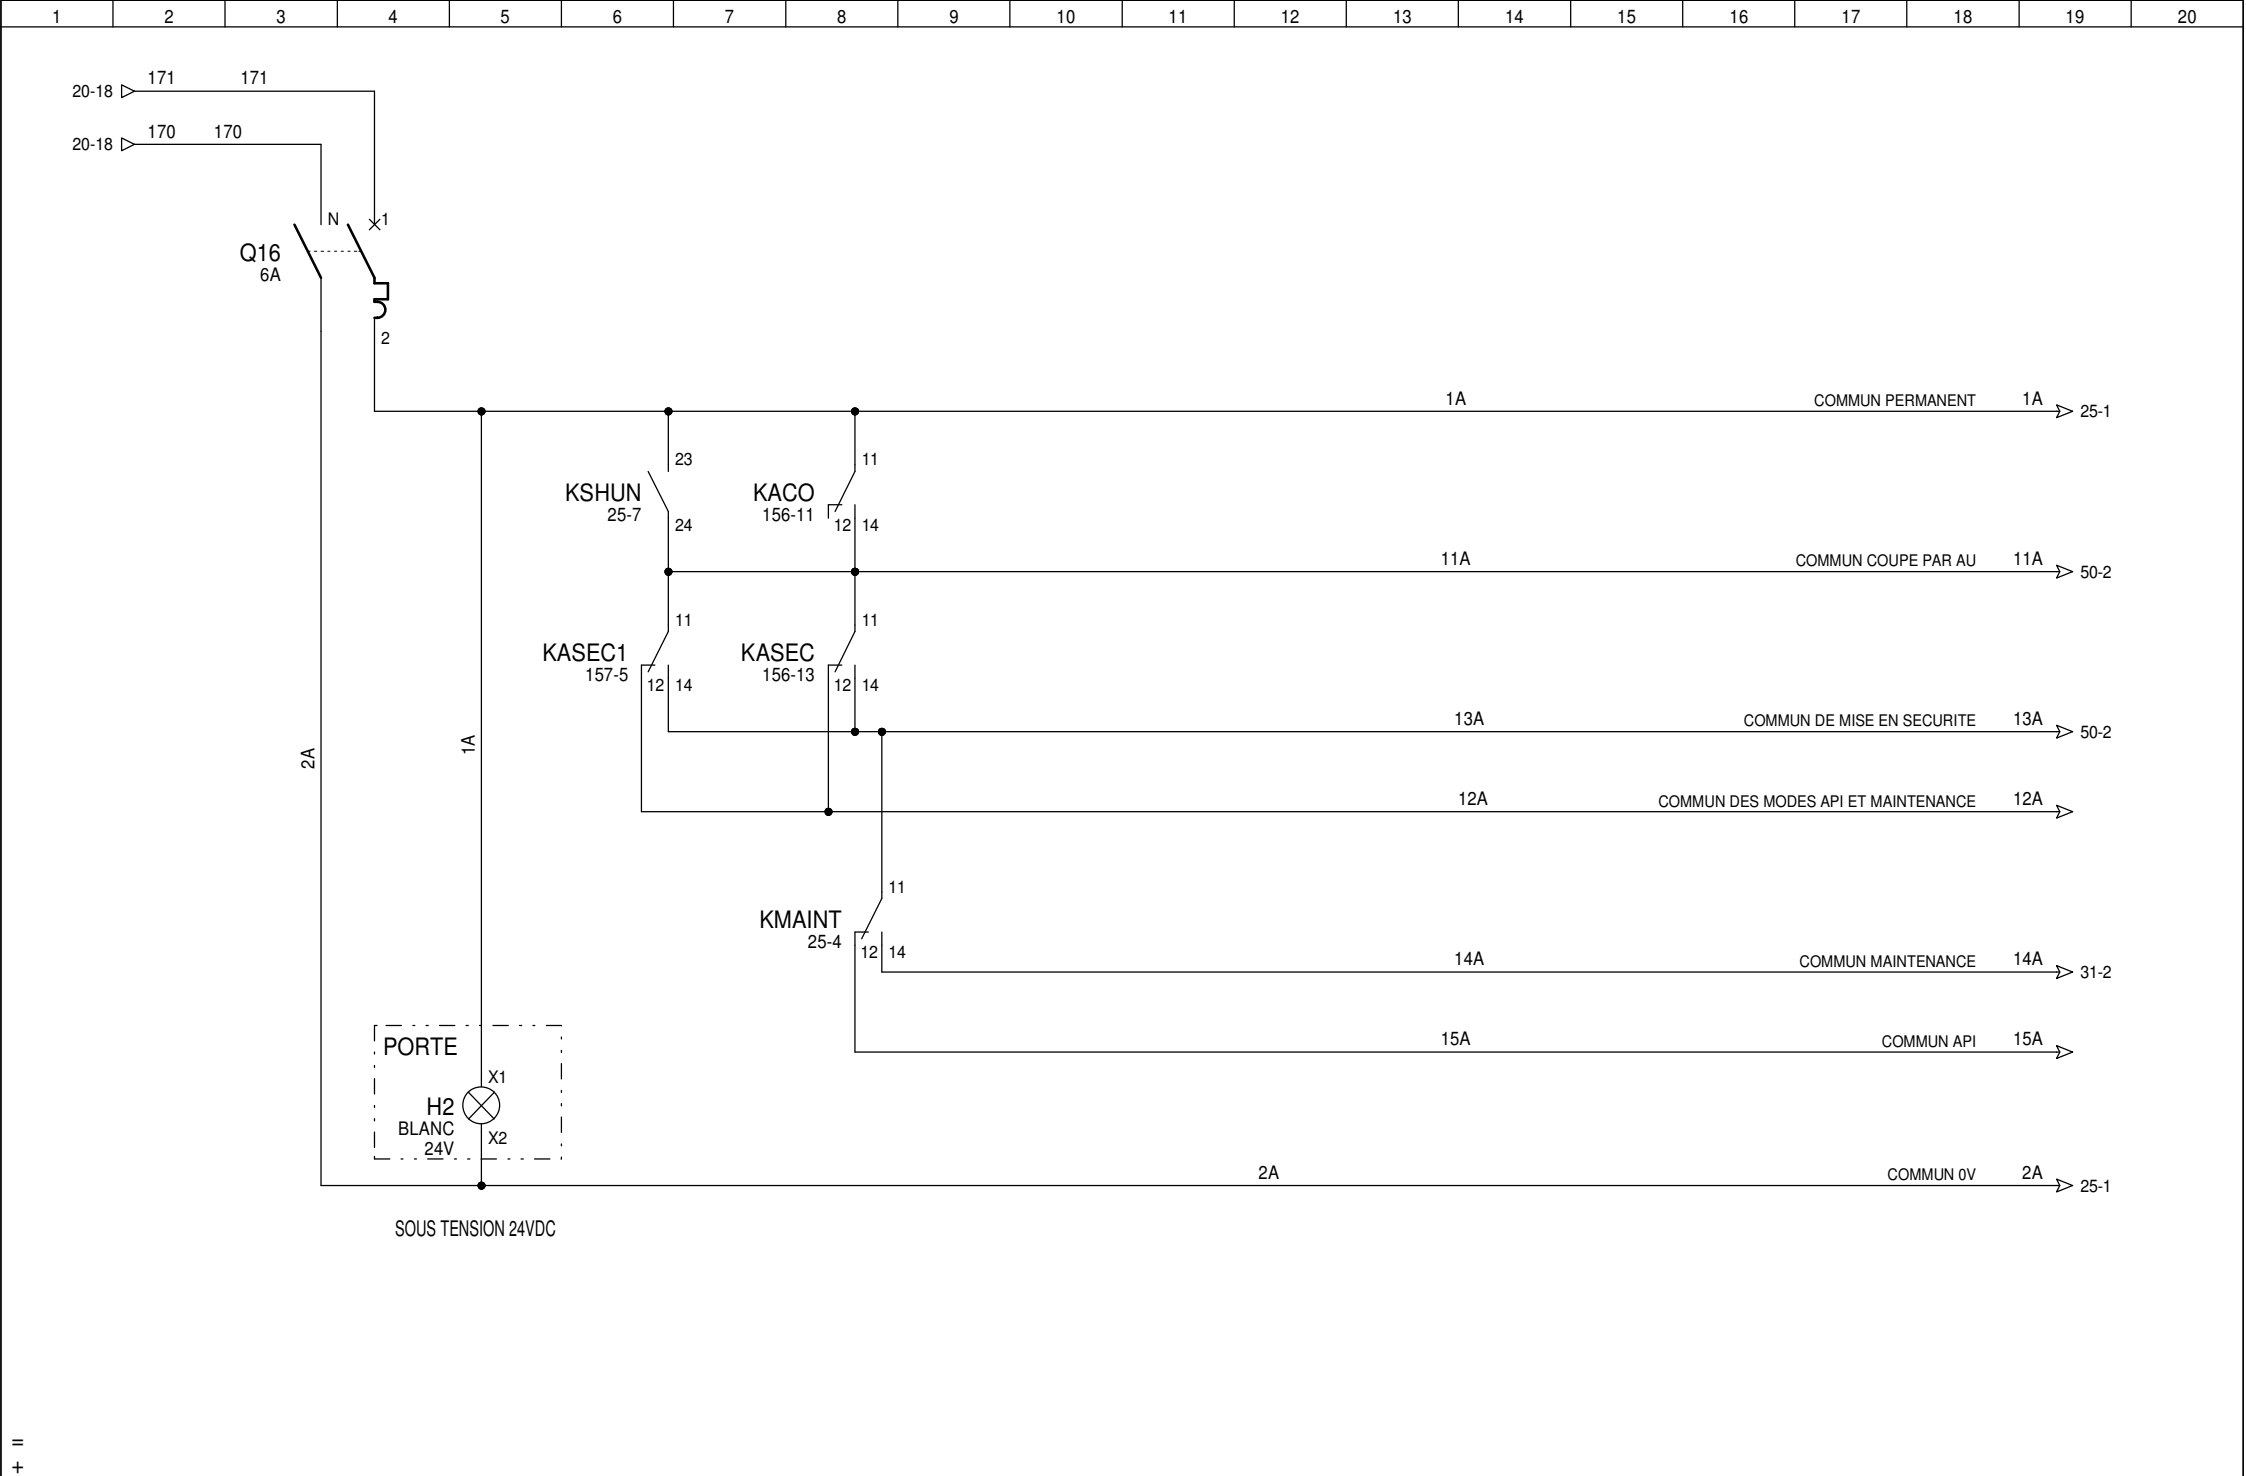 1 2 3 4 5 6 7 8 9 10 11 12 13 14 15 16 17 18 19 20
20-18 171 171
20-18 170 170
N 1
Q16
6A
2
1A COMMUN PERMANENT 1A 25-1
23 11
KSHUN KACO
25-7 156-11
24 12 14
11A COMMUN COUPE PAR AU 11A 50-2
11 11
KASEC1 KASEC
157-5 156-13
12 14 12 14
13A COMMUN DE MISE EN SECURITE 13A 50-2
2A 1A
12A COMMUN DES MODES API ET MAINTENANCE 12A
11
KMAINT
25-4
12 14
14A COMMUN MAINTENANCE 14A 31-2
15A COMMUN API 15A
PORTE
X1
H2
BLANC
24V
X2
2A COMMUN 0V 2A 25-1
SOUS TENSION 24VDC
=
+